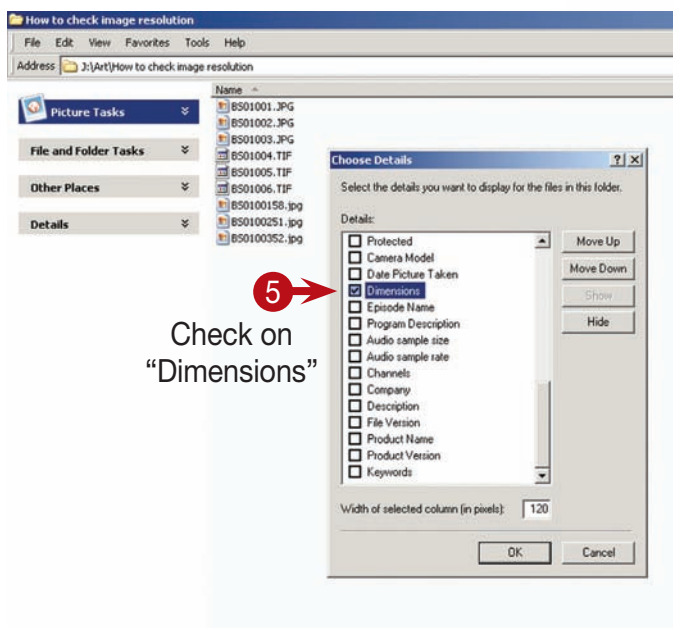 How to check image resolution
File Edit View Favorites Tools Help
Address J:\Art\How to check image resolution
Name
Picture Tasks
File and Folder Tasks
Other Places
Details
BS01001.JPG
BS01002.JPG
BS01003.JPG
BS01004.TIF
BS01005.TIF
BS01006.TIF
BS0100158.jpg
BS0100251.jpg
BS0100352.jpg
Choose Details
Select the details you want to display for the files in this folder.
Details:
Protected
Camera Model
Date Picture Taken
Dimensions
Episode Name
Program Description
Audio sample size
Audio sample rate
Channels
Company
Description
File Version
Product Name
Product Version
Keywords
Move Up
Move Down
Show
Hide
Width of selected column (in pixels): 120
OK Cancel
5
Check on
“Dimensions”